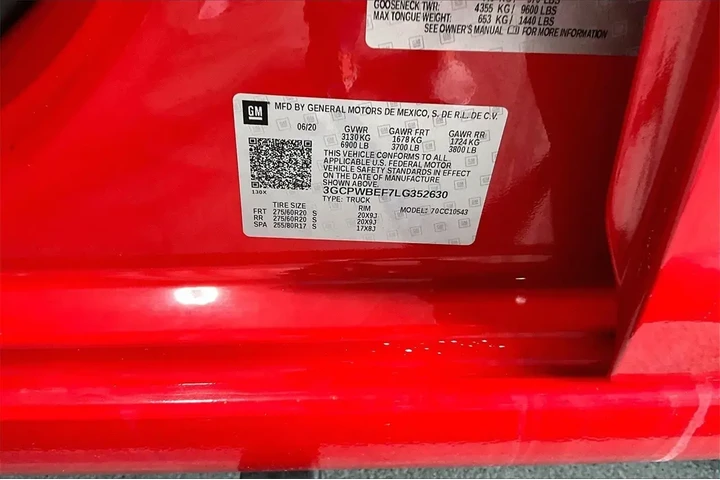 GOOSENECK TWR: 4355 KG/ 9600 LBS
MAX TONGUE WEIGHT: 653 KG/ 1440 LBS
SEE OWNER'S MANUAL FOR MORE INFORMATION
GM
MFD BY GENERAL MOTORS DE MEXICO, S. DE R.L. DE C.V.
06/20 GVWR GAWR FRT GAWR RR
3130 KG 1678 KG 1724 KG
6900 LB 3700 LB 3800 LB
THIS VEHICLE CONFORMS TO ALL
APPLICABLE U.S. FEDERAL MOTOR
VEHICLE SAFETY STANDARDS IN EFFECT
ON THE DATE OF MANUFACTURE
3GCPWBEF7LG352630
130X
TYPE: TRUCK MODEL: 70CC10543
TIRE SIZE RIM
FRT 275/60R20 S 20X9J
RR 275/60R20 S 20X9J
SPA 255/80R17 S 17X8J